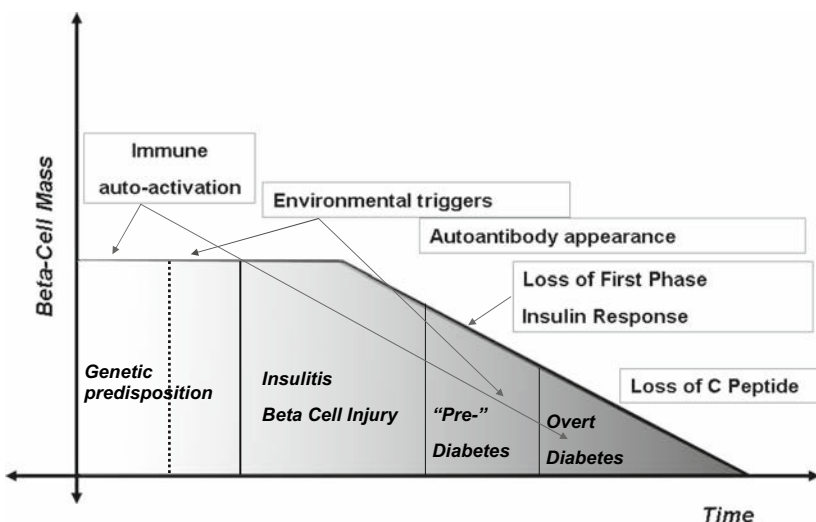 Beta-Cell Mass
Immune
auto-activation
Environmental triggers
Autoantibody appearance
Loss of First Phase
Insulin Response
Loss of C Peptide
Genetic
predisposition
Insulitis
Beta Cell Injury
“Pre-”
Diabetes
Overt
Diabetes
Time